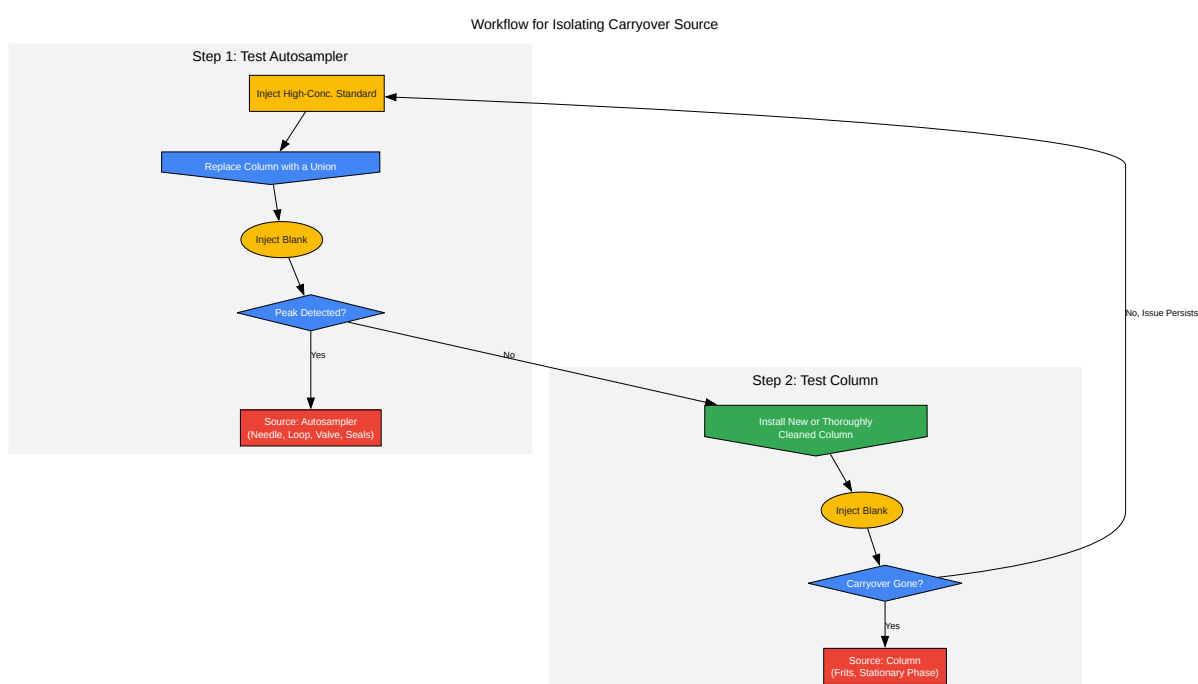 Workflow for Isolating Carryover Source
Step 1: Test Autosampler
Inject High-Conc. Standard
Replace Column with a Union
Inject Blank
Peak Detected?
Yes
No
Source: Autosampler
(Needle, Loop, Valve, Seals)
Step 2: Test Column
Install New or Thoroughly
Cleaned Column
Inject Blank
Carryover Gone?
No, Issue Persists
Yes
Source: Column
(Frits, Stationary Phase)